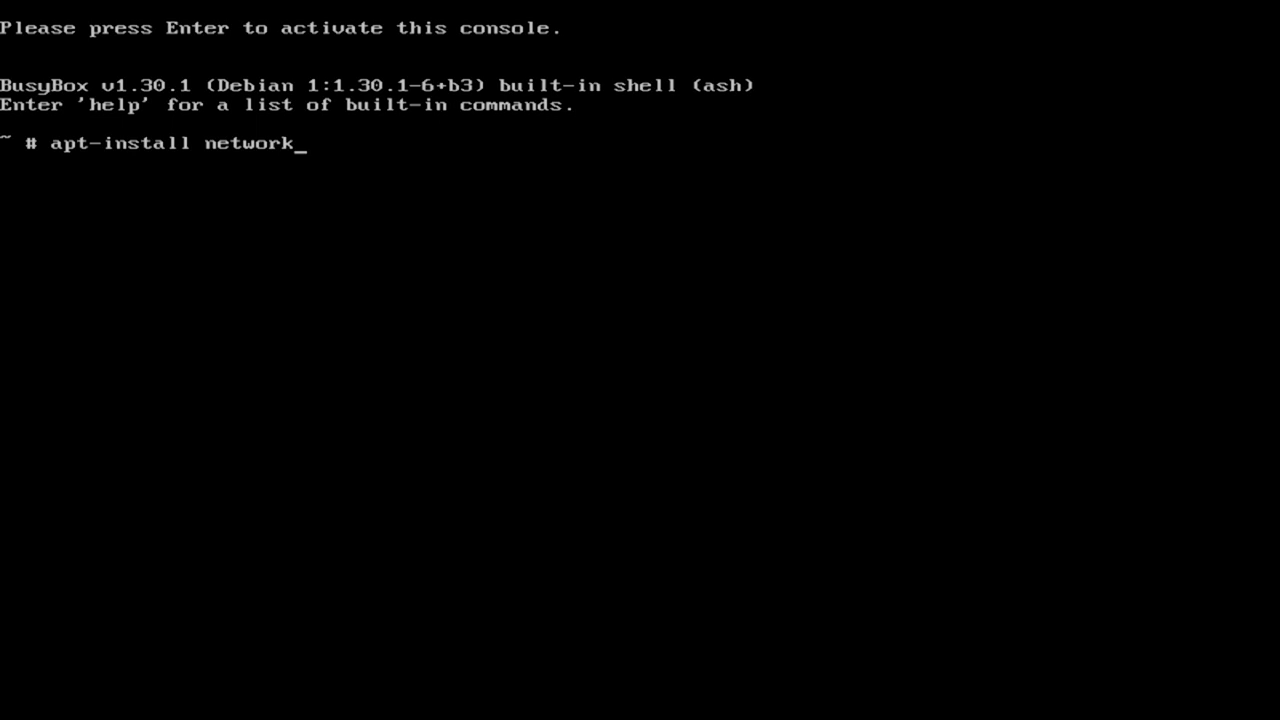 Please press Enter to activate this console.
BusyBox v1.30.1 (Debian 1:1.30.1-6+b3) built-in shell (ash)
Enter 'help' for a list of built-in commands.
~ # apt-install network_